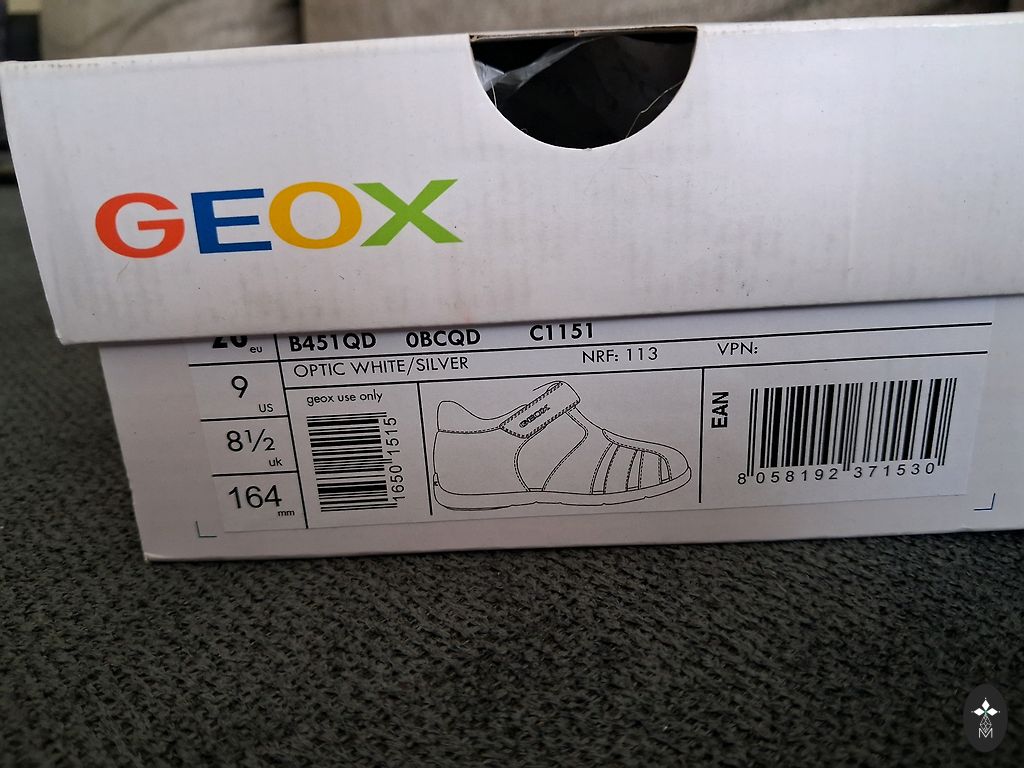 GEOX
eu
B451QD 0BCQD C1151
OPTIC WHITE/SILVER NRF: 113 VPN:
9 US
8½ uk
164 mm
geox use only
1650 1515
GEOX
EAN
8 058192 371530
M